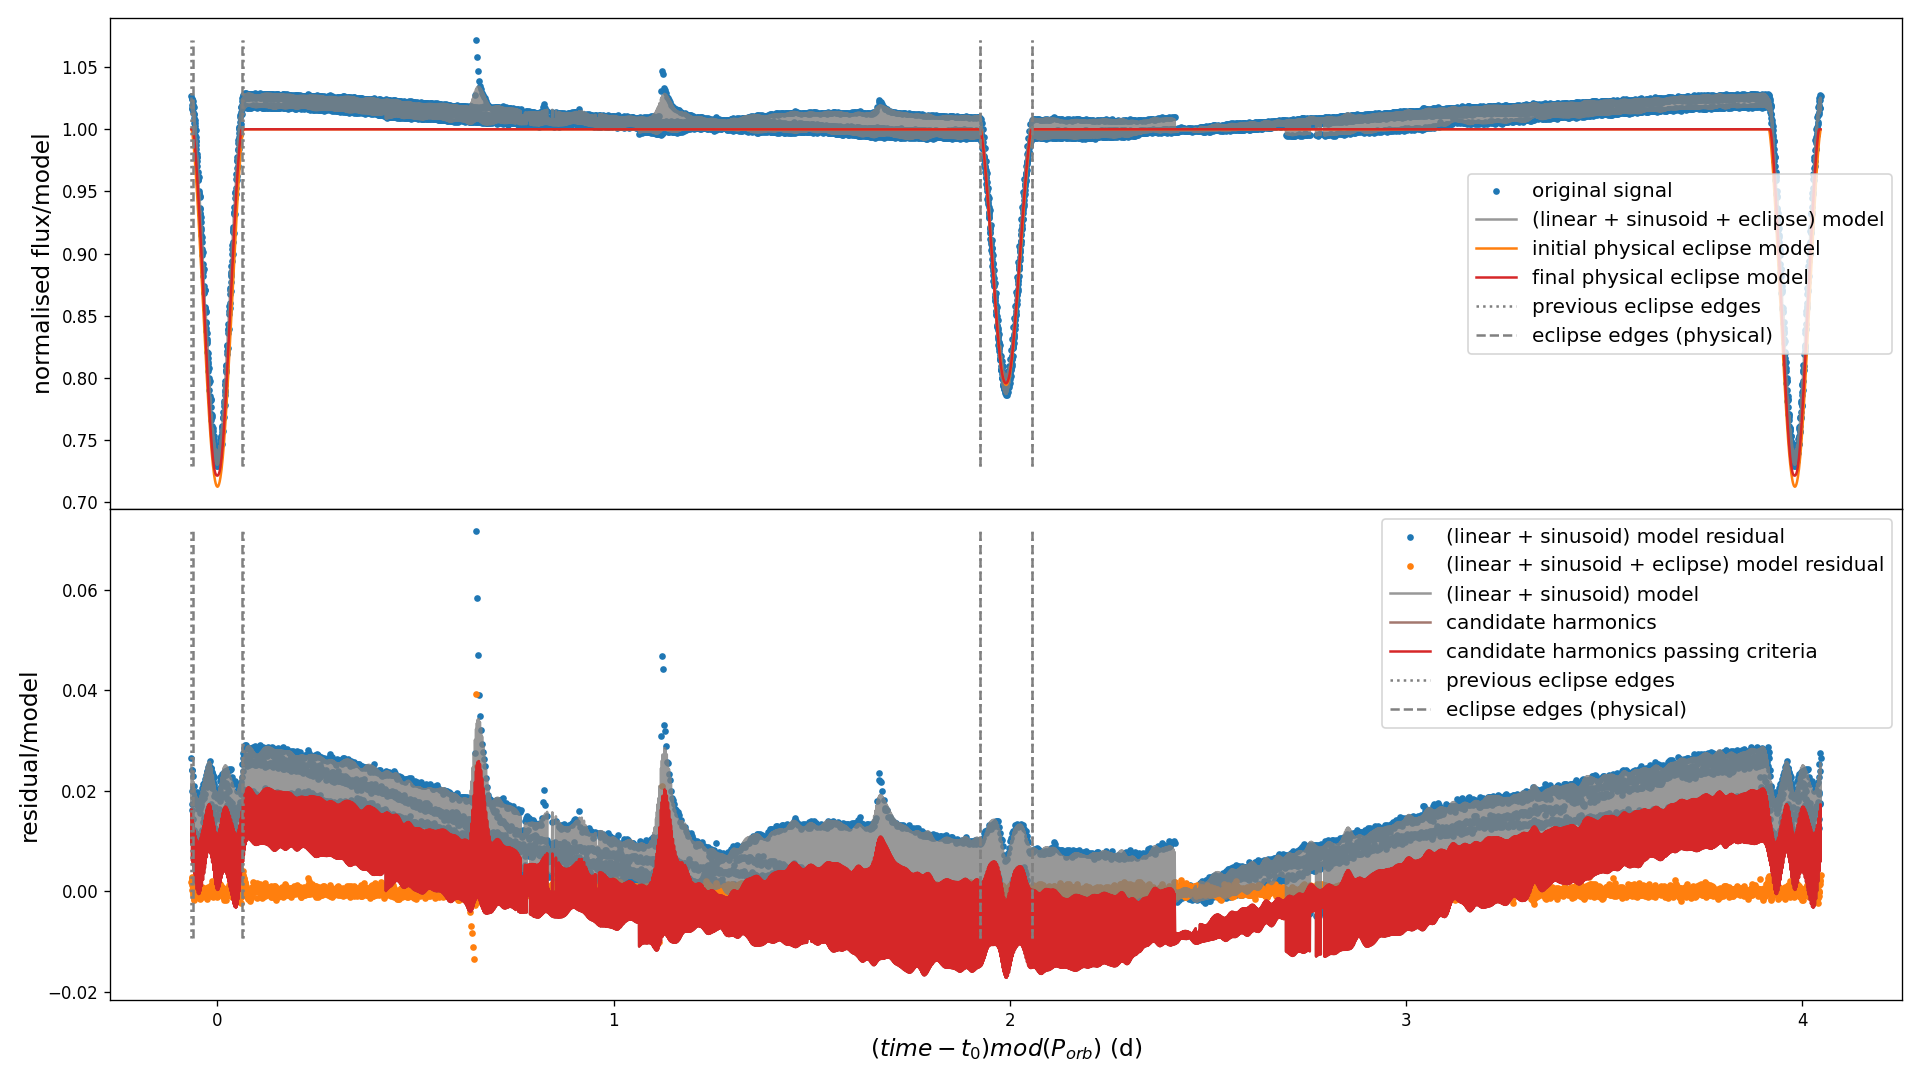 1.05
1.00
0.95
0.90
0.85
0.80
0.75
0.70
normalised flux/model
original signal
(linear + sinusoid + eclipse) model
initial physical eclipse model
final physical eclipse model
previous eclipse edges
eclipse edges (physical)
0.06
0.04
0.02
0.00
−0.02
residual/model
(linear + sinusoid) model residual
(linear + sinusoid + eclipse) model residual
(linear + sinusoid) model
candidate harmonics
candidate harmonics passing criteria
previous eclipse edges
eclipse edges (physical)
0 1 2 3 4
(time − t₀)mod(Pₒᵣb) (d)